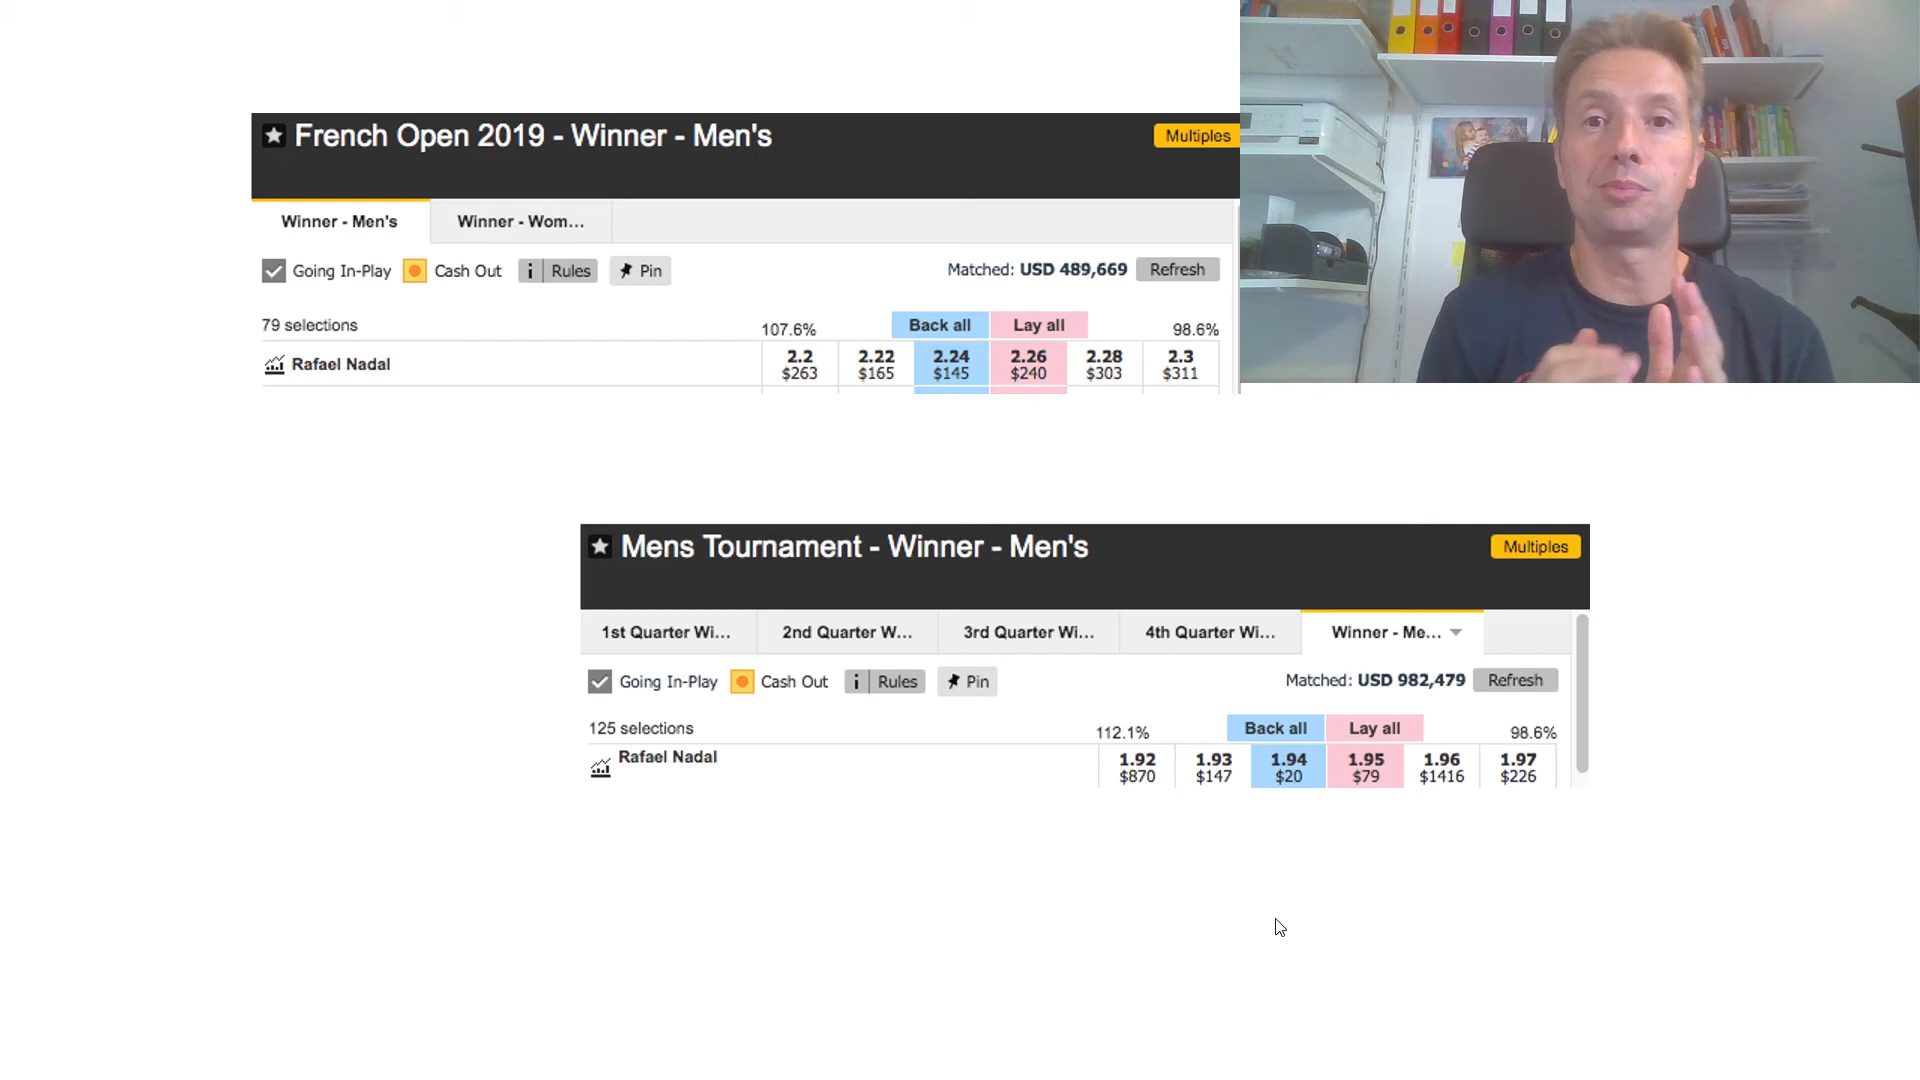 French Open 2019 - Winner - Men's
Multiples
Winner - Men's
Winner - Wom...
Going In-Play
Cash Out
i Rules
Pin
Matched: USD 489,669
Refresh
79 selections
107.6%
Back all
Lay all
98.6%
Rafael Nadal
2.2 2.22 2.24 2.26 2.28 2.3
$263 $165 $145 $240 $303 $311
Mens Tournament - Winner - Men's
Multiples
1st Quarter Wi...
2nd Quarter W...
3rd Quarter Wi...
4th Quarter Wi...
Winner - Me...
Going In-Play
Cash Out
i Rules
Pin
Matched: USD 982,479
Refresh
125 selections
112.1%
Back all
Lay all
98.6%
Rafael Nadal
1.92 1.93 1.94 1.95 1.96 1.97
$870 $147 $20 $79 $1416 $226